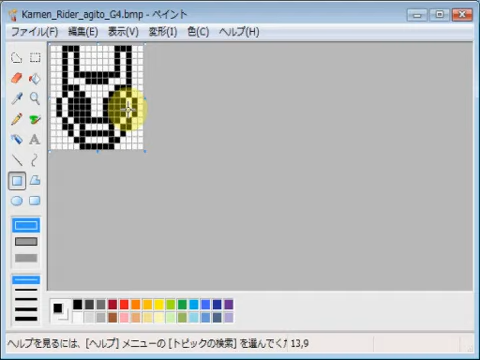 Kamen_Rider_agito_G4.bmp - ペイント
ファイル(F) 編集(E) 表示(V) 変形(I) 色(C) ヘルプ(H)
A
ヘルプを見るには、[ヘルプ] メニューの [トピックの検索] を選んでくだ 13,9